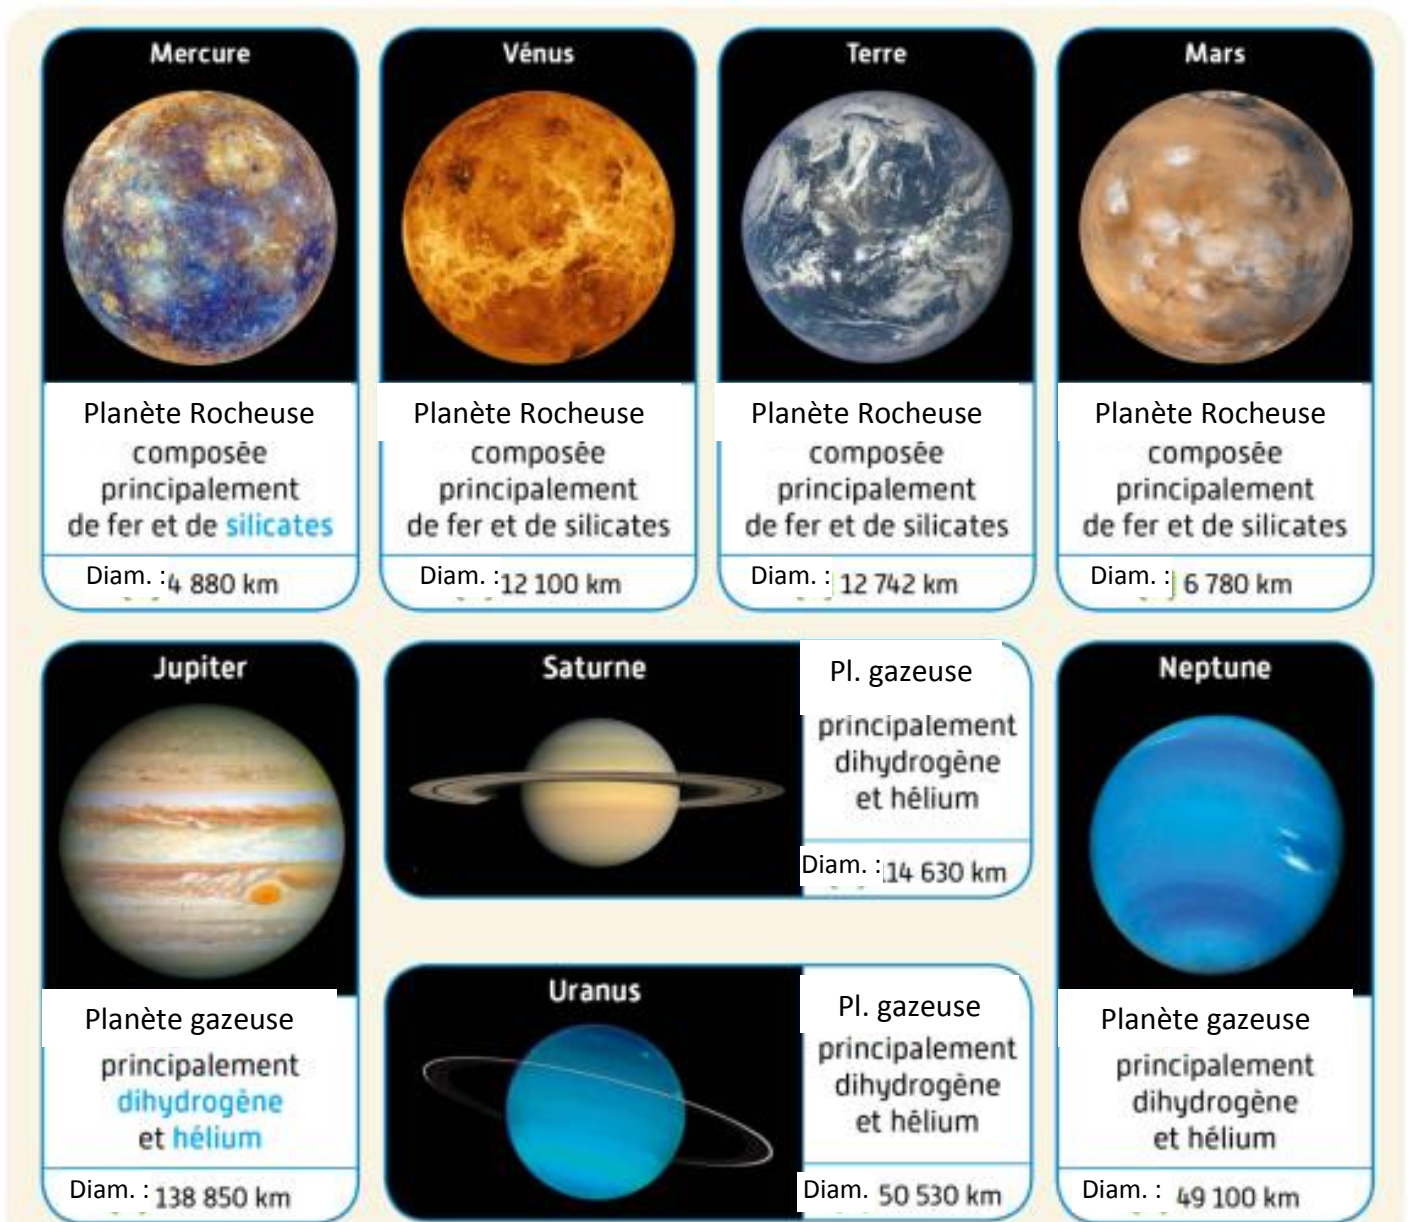 Mercure
Planète Rocheuse
composée
principalement
de fer et de silicates
Diam. : 4 880 km
Vénus
Planète Rocheuse
composée
principalement
de fer et de silicates
Diam. : 12 100 km
Terre
Planète Rocheuse
composée
principalement
de fer et de silicates
Diam. : 12 742 km
Mars
Planète Rocheuse
composée
principalement
de fer et de silicates
Diam. : 6 780 km
Jupiter
Planète gazeuse
principalement
dihydrogène
et hélium
Diam. : 138 850 km
Saturne
Pl. gazeuse
principalement
dihydrogène
et hélium
Diam. : 114 630 km
Uranus
Pl. gazeuse
principalement
dihydrogène
et hélium
Diam. 50 530 km
Neptune
Planète gazeuse
principalement
dihydrogène
et hélium
Diam. : 49 100 km